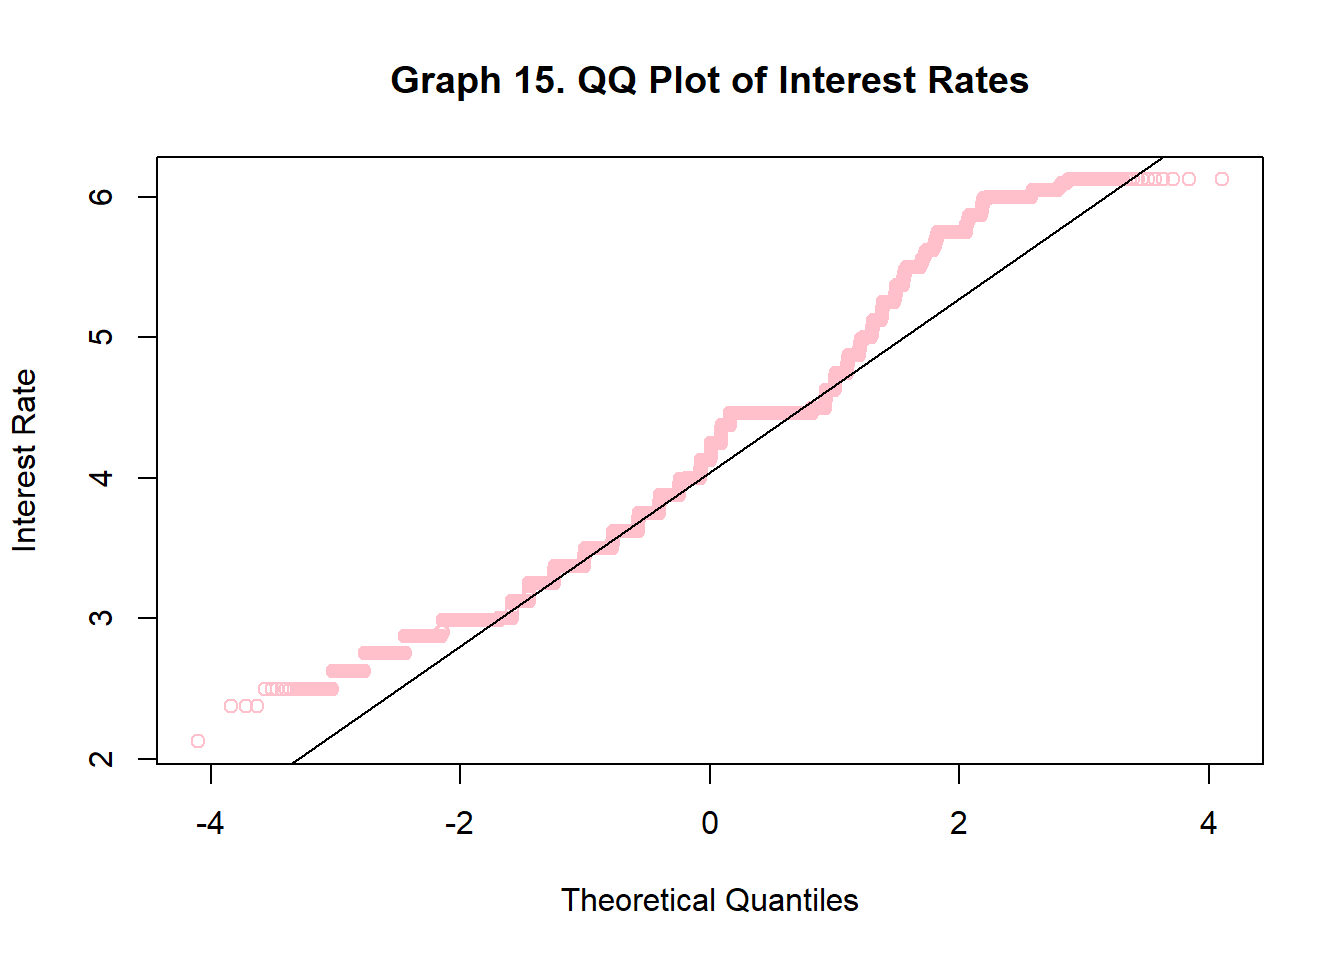 Graph 15. QQ Plot of Interest Rates
Interest Rate
6
5
4
3
2
-4 -2 0 2 4
Theoretical Quantiles